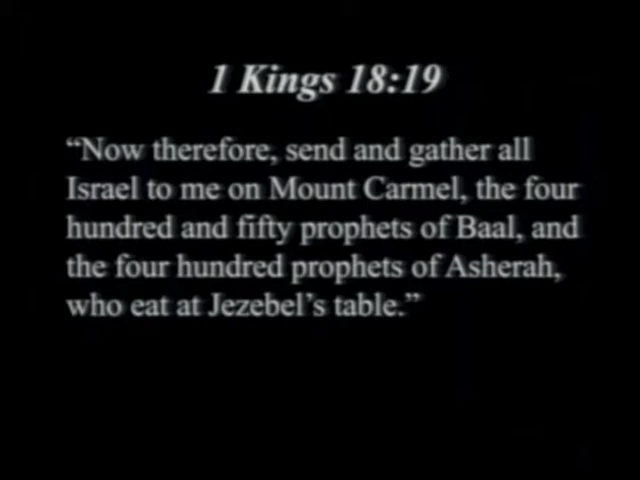 1 Kings 18:19
“Now therefore, send and gather all
Israel to me on Mount Carmel, the four
hundred and fifty prophets of Baal, and
the four hundred prophets of Asherah,
who eat at Jezebel’s table.”